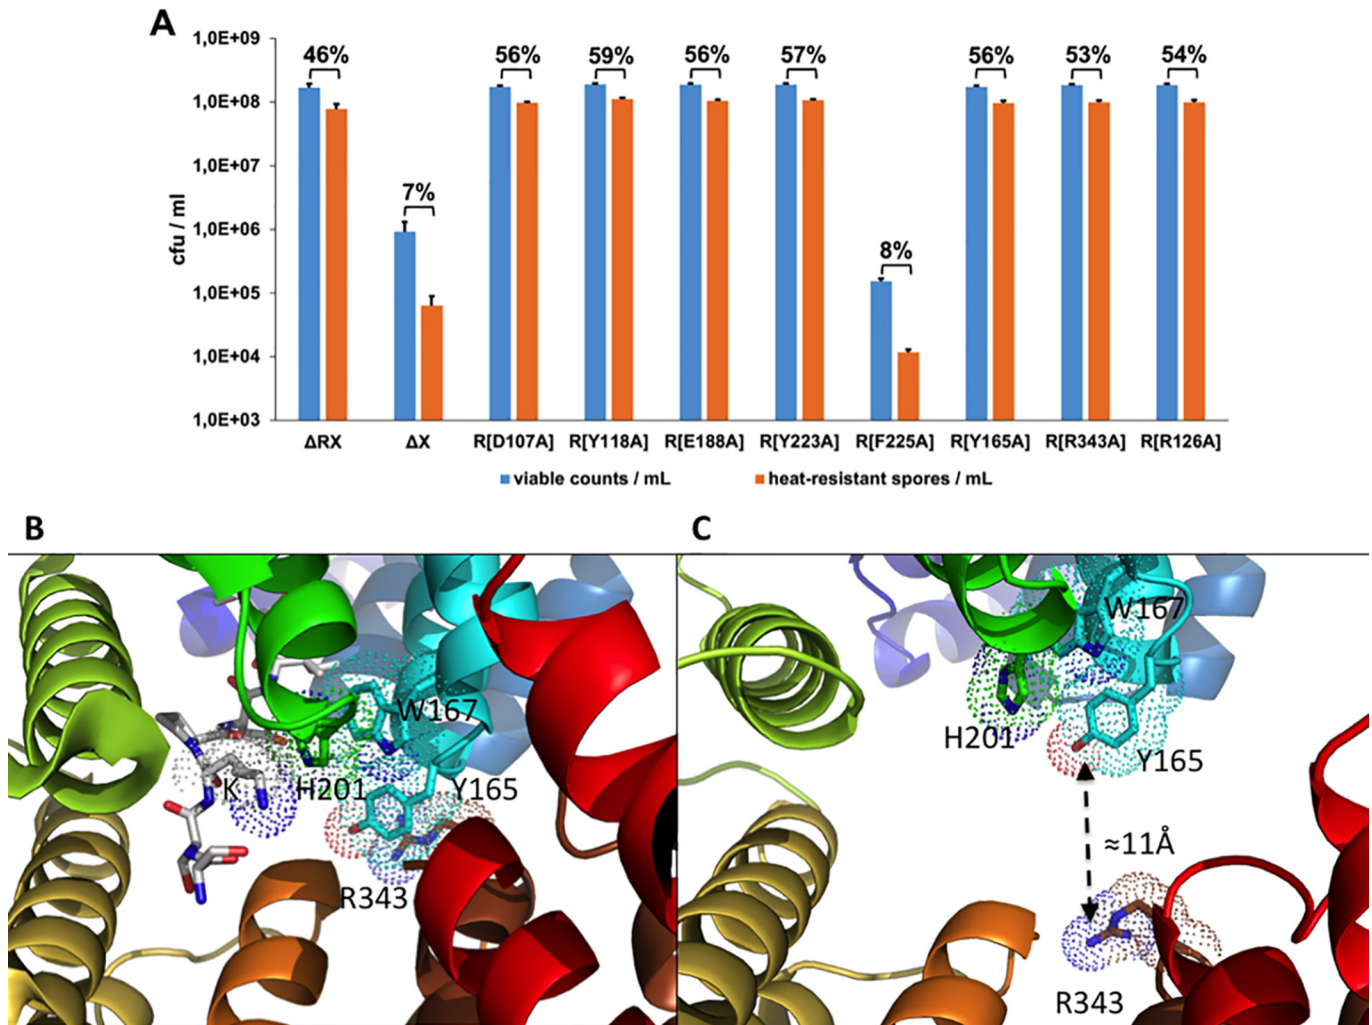 A
1,0E+09
1,0E+08
1,0E+07
1,0E+06
1,0E+05
1,0E+04
1,0E+03
cfu / ml
46%
7%
56%
59%
56%
57%
8%
56%
53%
54%
ΔRX
ΔX
R[D107A]
R[Y118A]
R[E188A]
R[Y223A]
R[F225A]
R[Y165A]
R[R343A]
R[R126A]
viable counts / mL
heat-resistant spores / mL
B
W167
K
H201
Y165
R343
C
W167
H201
Y165
≈11Å
R343